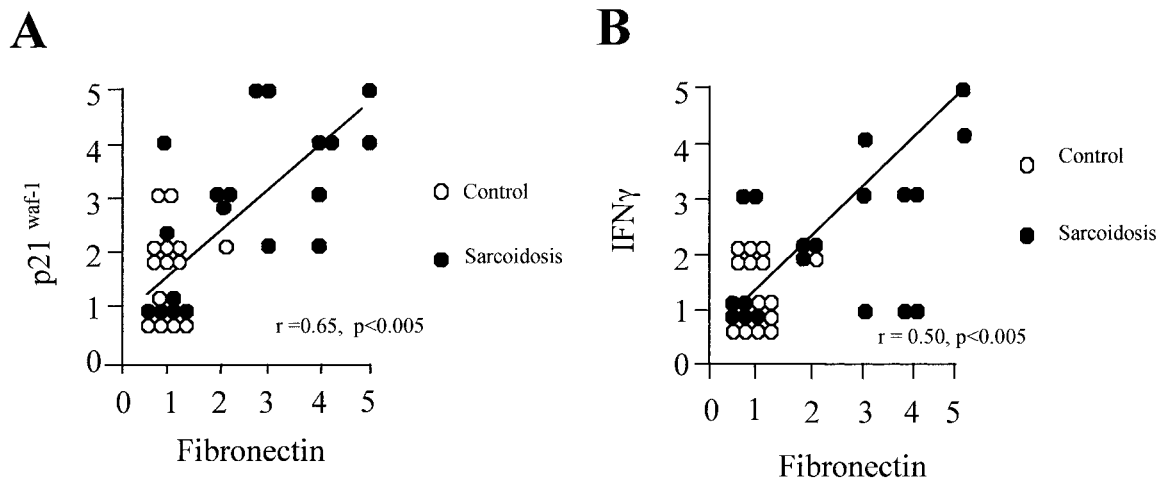 A
p21 waf-1
5
4
3
2
1
0
0 1 2 3 4 5
Fibronectin
Control
Sarcoidosis
r =0.65, p<0.005
B
IFNγ
5
4
3
2
1
0
0 1 2 3 4 5
Fibronectin
Control
Sarcoidosis
r = 0.50, p<0.005